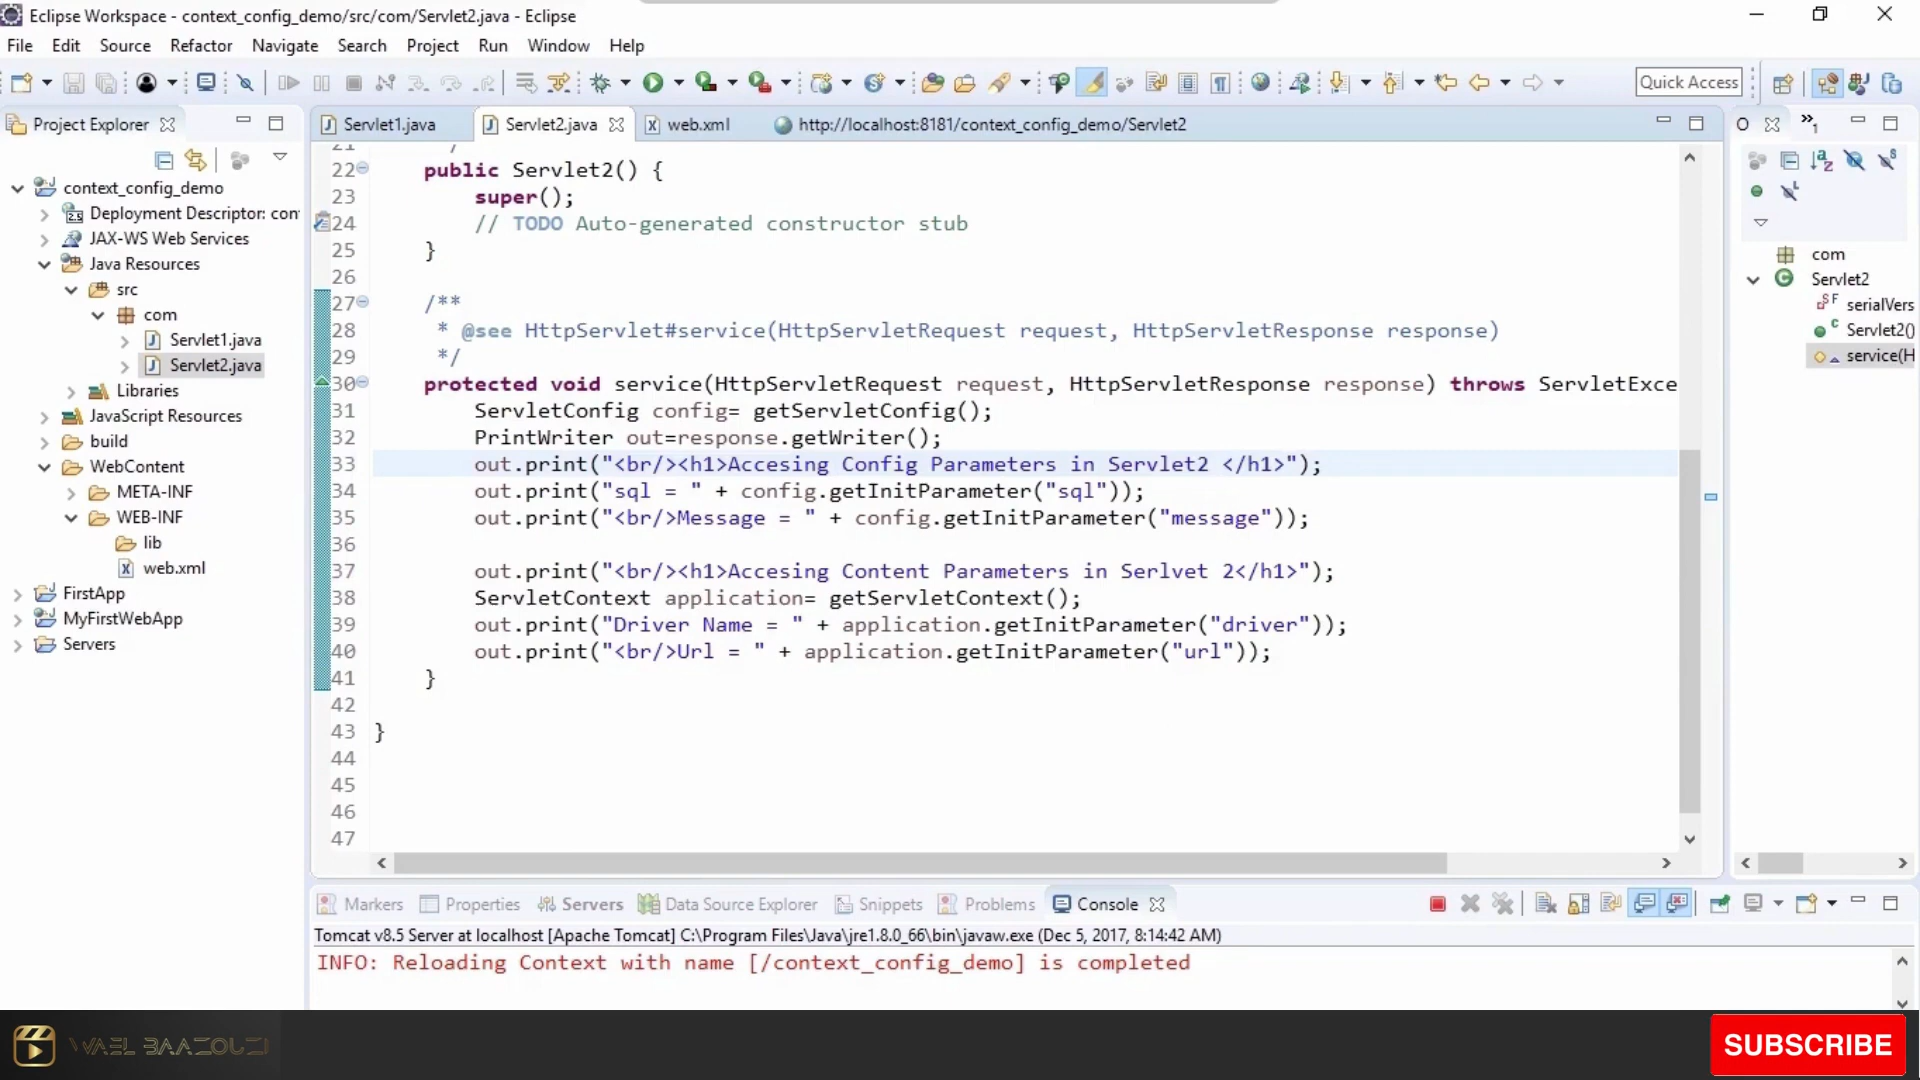 Eclipse Workspace - context_config_demo/src/com/Servlet2.java - Eclipse
File Edit Source Refactor Navigate Search Project Run Window Help
Quick Access
Project Explorer
context_config_demo
Deployment Descriptor: con
JAX-WS Web Services
Java Resources
src
com
Servlet1.java
Servlet2.java
Libraries
JavaScript Resources
build
WebContent
META-INF
WEB-INF
lib
web.xml
FirstApp
MyFirstWebApp
Servers
Servlet1.java Servlet2.java web.xml http://localhost:8181/context_config_demo/Servlet2
21 /
22 public Servlet2() {
23 super();
24 // TODO Auto-generated constructor stub
25 }
26
27 /**
28 * @see HttpServlet#service(HttpServletRequest request, HttpServletResponse response)
29 */
30 protected void service(HttpServletRequest request, HttpServletResponse response) throws ServletExce
31 ServletConfig config= getServletConfig();
32 PrintWriter out=response.getWriter();
33 out.print("<br/><h1>Accesing Config Parameters in Servlet2 </h1>");
34 out.print("sql = " + config.getInitParameter("sql"));
35 out.print("<br/>Message = " + config.getInitParameter("message"));
36
37 out.print("<br/><h1>Accesing Content Parameters in Serlvet 2</h1>");
38 ServletContext application= getServletContext();
39 out.print("Driver Name = " + application.getInitParameter("driver"));
40 out.print("<br/>Url = " + application.getInitParameter("url"));
41 }
42
43 }
44
45
46
47
O
com
Servlet2
serialVers
Servlet2()
service(H
Markers Properties Servers Data Source Explorer Snippets Problems Console
Tomcat v8.5 Server at localhost [Apache Tomcat] C:\Program Files\Java\jre1.8.0_66\bin\javaw.exe (Dec 5, 2017, 8:14:42 AM)
INFO: Reloading Context with name [/context_config_demo] is completed
WAEL BAAZOUZI
SUBSCRIBE